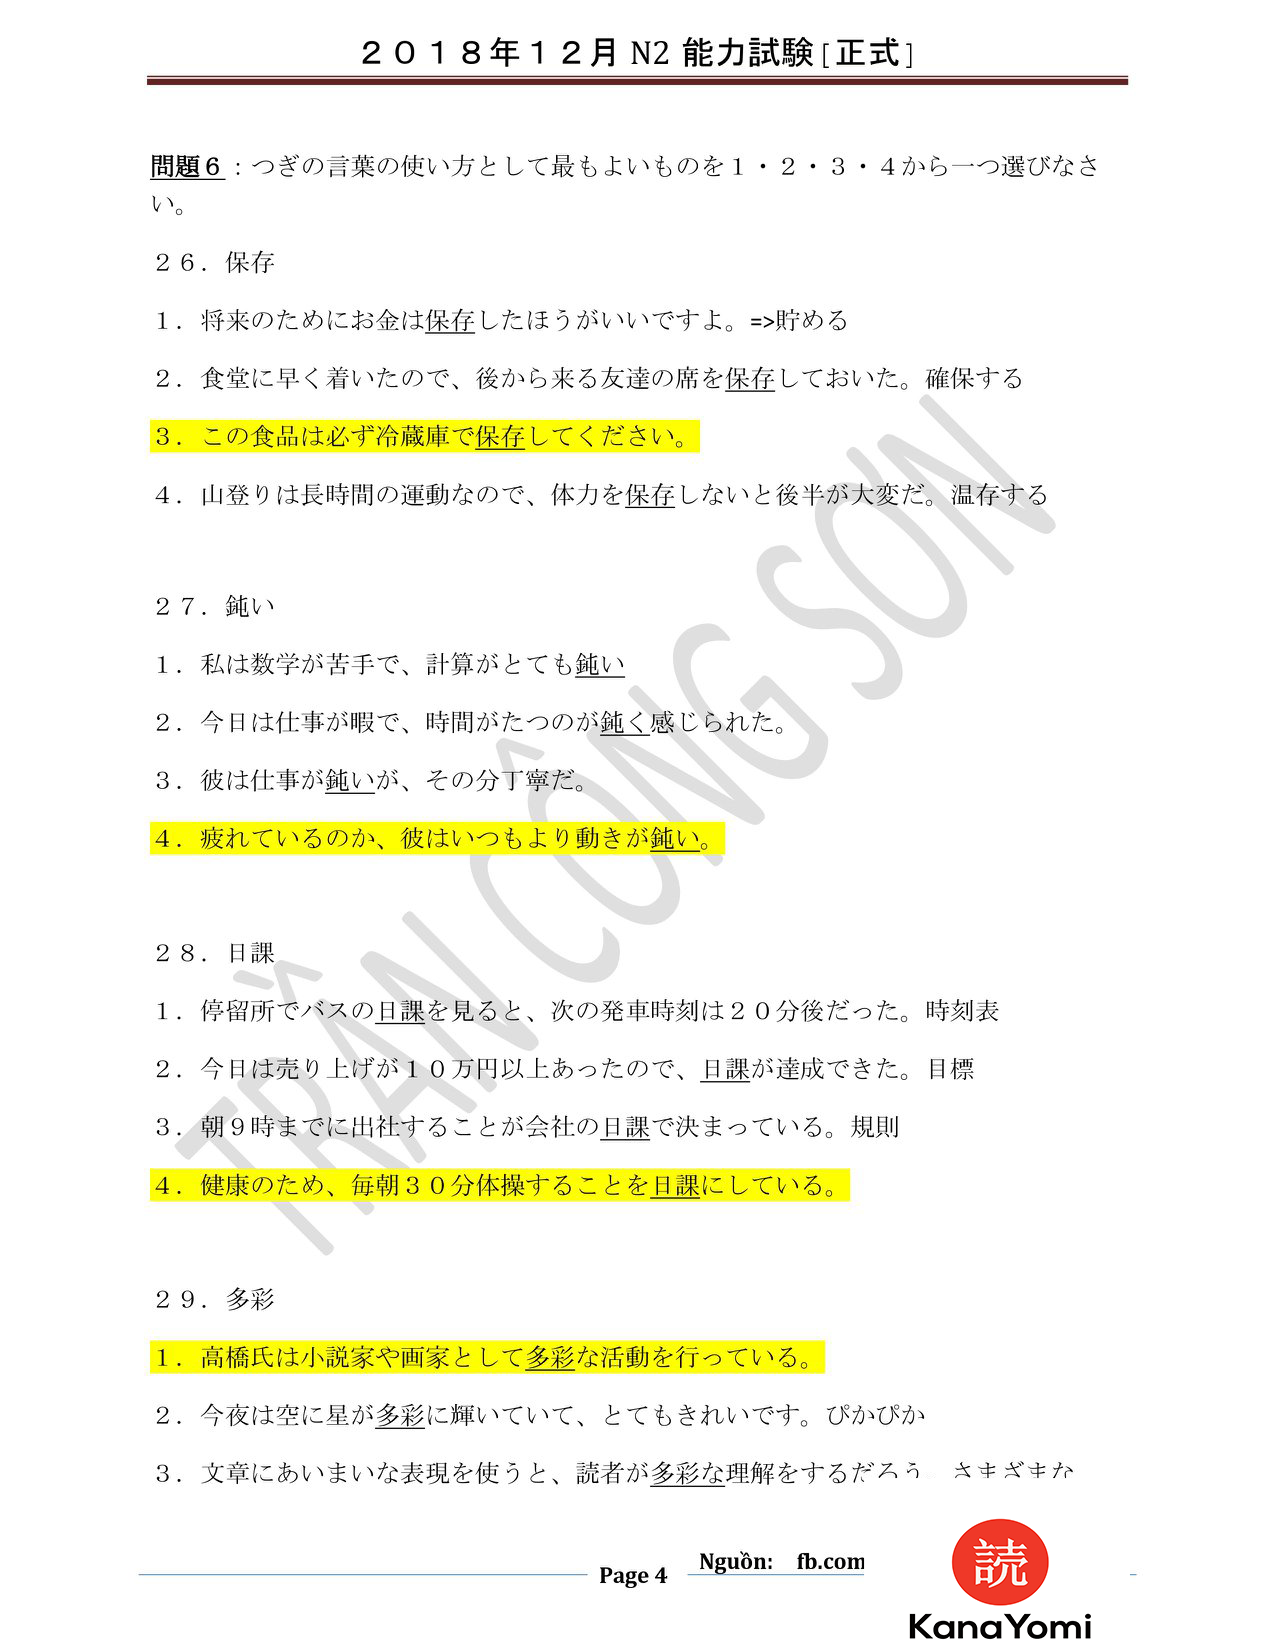 ２０１８年１２月 N2 能力試験[正式]
問題６：つぎの言葉の使い方として最もよいものを１・２・３・４から一つ選びなさ
い。
２６．保存
１．将来のためにお金は保存したほうがいいですよ。=>貯める
２．食堂に早く着いたので、後から来る友達の席を保存しておいた。確保する
３．この食品は必ず冷蔵庫で保存してください。
４．山登りは長時間の運動なので、体力を保存しないと後半が大変だ。温存する
２７．鈍い
１．私は数学が苦手で、計算がとても鈍い
２．今日は仕事が暇で、時間がたつのが鈍く感じられた。
３．彼は仕事が鈍いが、その分丁寧だ。
４．疲れているのか、彼はいつもより動きが鈍い。
２８．日課
１．停留所でバスの日課を見ると、次の発車時刻は２０分後だった。時刻表
２．今日は売り上げが１０万円以上あったので、日課が達成できた。目標
３．朝９時までに出社することが会社の日課で決まっている。規則
４．健康のため、毎朝３０分体操することを日課にしている。
２９．多彩
１．高橋氏は小説家や画家として多彩な活動を行っている。
２．今夜は空に星が多彩に輝いていて、とてもきれいです。ぴかぴか
３．文章にあいまいな表現を使うと、読者が多彩な理解をするだろう。さまざまな
TRẦN CÔNG SƠN
Page 4
Nguồn: fb.com
読
KanaYomi